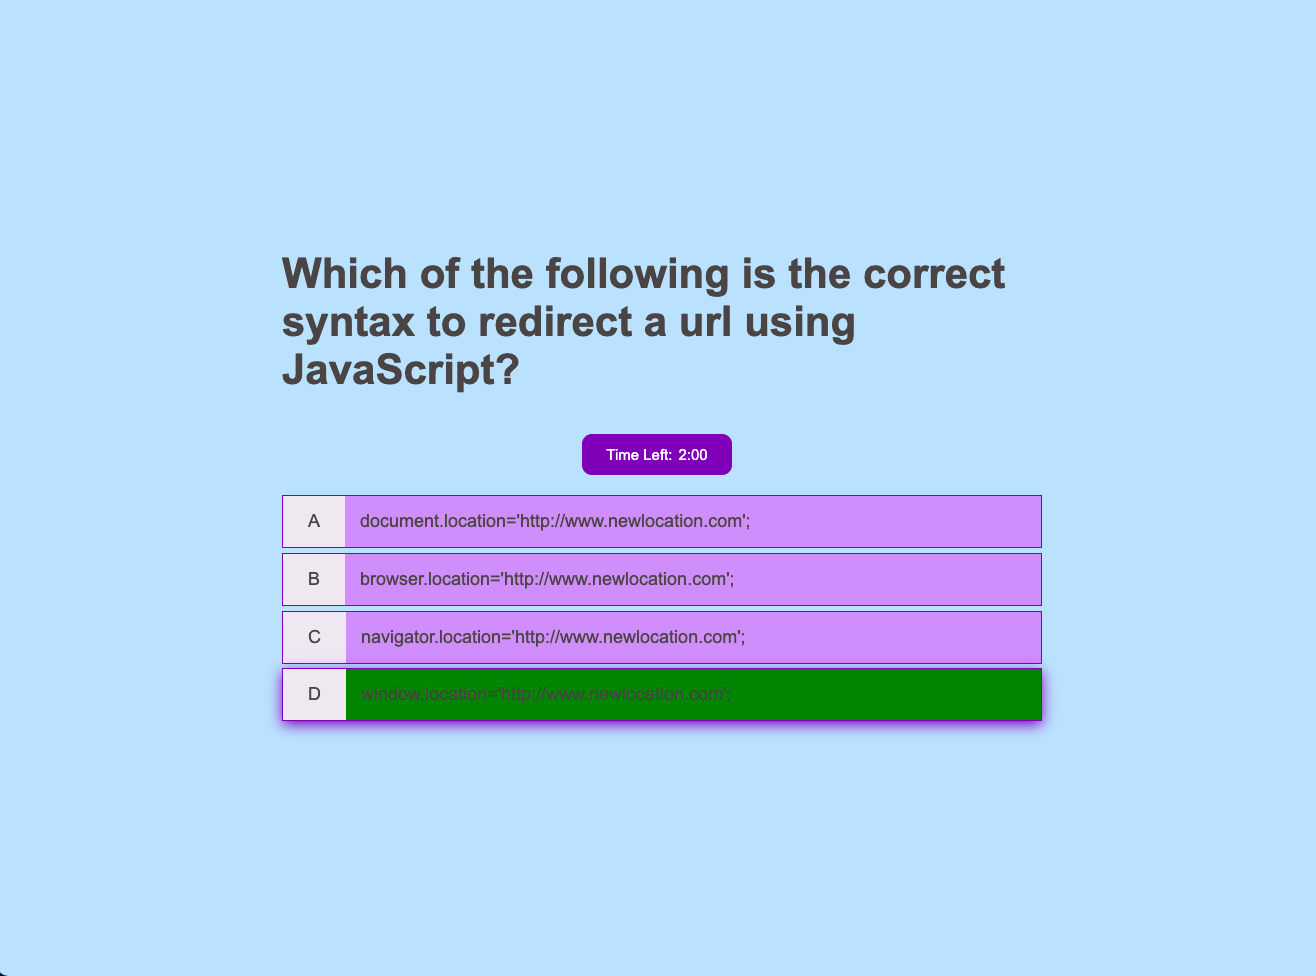 Which of the following is the correct
syntax to redirect a url using
JavaScript?
Time Left: 2:00
A document.location='http://www.newlocation.com';
B browser.location='http://www.newlocation.com';
C navigator.location='http://www.newlocation.com';
D window.location='http://www.newlocation.com';